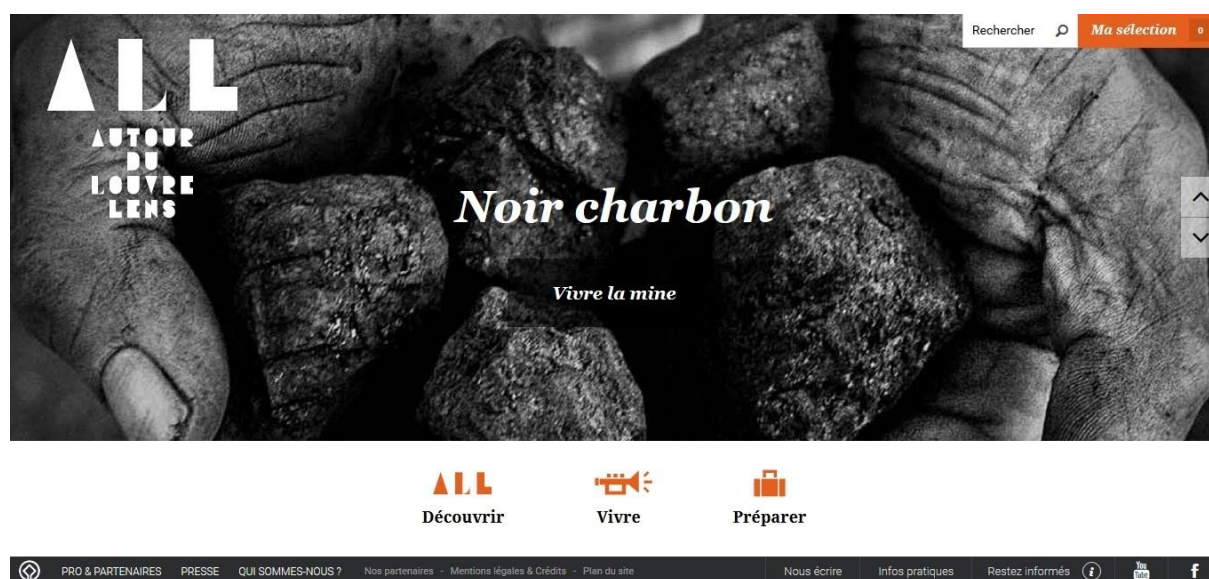 Rechercher
Ma sélection 0
ALL
AUTOUR
DU
LOUVRE
LENS
Noir charbon
Vivre la mine
ALL
Découvrir Vivre Préparer
PRO & PARTENAIRES PRESSE QUI SOMMES-NOUS ? Nos partenaires - Mentions légales & Crédits - Plan du site Nous écrire Infos pratiques Restez informés i You Tube f